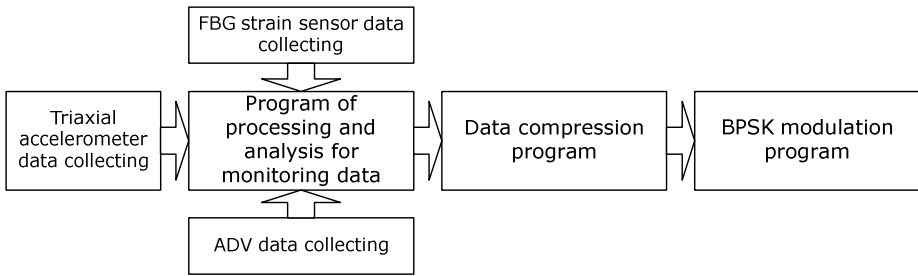 FBG strain sensor data
collecting
Triaxial
accelerometer
data collecting
Program of
processing and
analysis for
monitoring data
Data compression
program
BPSK modulation
program
ADV data collecting